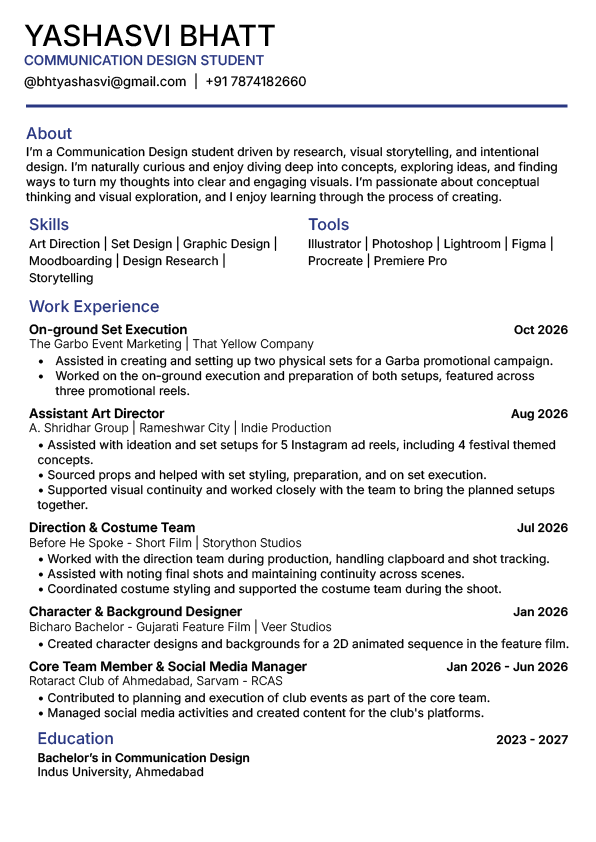 YASHASVI BHATT
COMMUNICATION DESIGN STUDENT
@bhtyashasvi@gmail.com | +91 7874182660
About
I'm a Communication Design student driven by research, visual storytelling, and intentional
design. I'm naturally curious and enjoy diving deep into concepts, exploring ideas, and finding
ways to turn my thoughts into clear and engaging visuals. I'm passionate about conceptual
thinking and visual exploration, and I enjoy learning through the process of creating.
Skills
Art Direction | Set Design | Graphic Design |
Moodboarding | Design Research |
Storytelling
Tools
Illustrator | Photoshop | Lightroom | Figma |
Procreate | Premiere Pro
Work Experience
On-ground Set Execution Oct 2026
The Garbo Event Marketing | That Yellow Company
• Assisted in creating and setting up two physical sets for a Garba promotional campaign.
• Worked on the on-ground execution and preparation of both setups, featured across
three promotional reels.
Assistant Art Director Aug 2026
A. Shridhar Group | Rameshwar City | Indie Production
• Assisted with ideation and set setups for 5 Instagram ad reels, including 4 festival themed
concepts.
• Sourced props and helped with set styling, preparation, and on set execution.
• Supported visual continuity and worked closely with the team to bring the planned setups
together.
Direction & Costume Team Jul 2026
Before He Spoke - Short Film | Storython Studios
• Worked with the direction team during production, handling clapboard and shot tracking.
• Assisted with noting final shots and maintaining continuity across scenes.
• Coordinated costume styling and supported the costume team during the shoot.
Character & Background Designer Jan 2026
Bicharo Bachelor - Gujarati Feature Film | Veer Studios
• Created character designs and backgrounds for a 2D animated sequence in the feature film.
Core Team Member & Social Media Manager Jan 2026 - Jun 2026
Rotaract Club of Ahmedabad, Sarvam - RCAS
• Contributed to planning and execution of club events as part of the core team.
• Managed social media activities and created content for the club's platforms.
Education 2023 - 2027
Bachelor's in Communication Design
Indus University, Ahmedabad